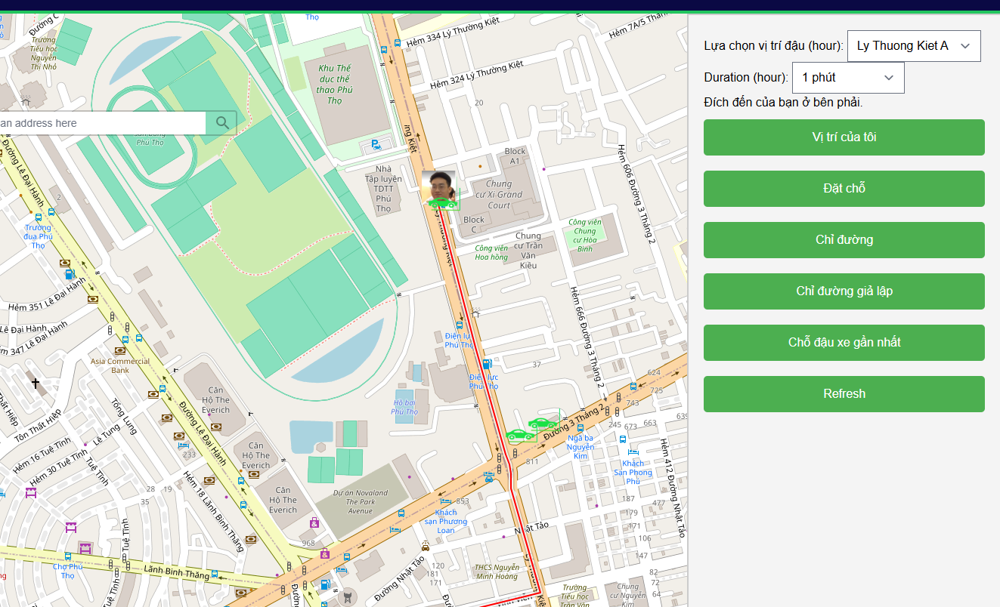 Đường C
Thọ
Hẻm 334 Lý Thường Kiệt
Hẻm 7A/5 Thành
Trường
Tiểu học
Nguyễn
Thị Nhỏ
Khu Thể
dục thể
thao Phú
Thọ
Hẻm 324 Lý Thường Kiệt
20
an address here
Phú Thọ
Đường Lê Đại Hành
ng Kiệt
Block
A1
Nhà
Tập luyện
TDTT
Phú
Thọ
Chung
cư Xi Grand
Court
Block
C
Hẻm 606 Đường 3 Tháng 2
2
Trường
đua Phú
Thọ
Công viên
Chung
cư Hòa
Bình
Công viên
Hoa hồng
Chung
cư Trần
Văn
Kiều
Hẻm 351 Lê Đại Hành
Lê Đại Hành
m 347 Lê Đại Hành
Hẻm 666 Đường 3 Tháng 2
Điện lự
Phú Thọ
Asia Commercial
Bank
37
Điện lực
Phú Thọ
624
725
743
Căn
Hộ The
Everich
Hồ bơi
Phú Thọ
Thất Hiệp
Tôn Thất Hiệp
Tống Lung
Lê Tung
Đường Lê Đại Hành
Đường 3 Tháng 2
245
673
663
639
Ngã ba
Nguyễn
Kim
Hẻm 16 Tuệ Tĩnh
Hẻm 30 Tuệ Tĩnh
Tuệ Tĩnh
233
Căn
Hộ The
Everich
811
Khách
Sạn Phong
Phú
Hẻm 412 Đường Nhật Tảo
28
19
35
Hẻm 18 Lãnh Binh Thăng
Căn
Hộ The
Everich
Dự án Novaland
The Park
Avenue
853
Khách
sạn Phương
Loan
187
477
179
171
Nhật Tảo
106
147
968
Tuệ Tĩnh
Chợ Phú
Thọ
Lãnh Binh Thăng
Đường Nhật Tảo
120
181
171
THCS Nguyễn
Minh Hoàng
82
64
72
Tuệ Tĩnh
Trường
Tiểu học
Trần Văn
Chung
cư
Nguyễn
Kim
Lựa chọn vị trí đậu (hour):
Ly Thuong Kiet A
Duration (hour):
1 phút
Đích đến của bạn ở bên phải.
Vị trí của tôi
Đặt chỗ
Chỉ đường
Chỉ đường giả lập
Chỗ đậu xe gần nhất
Refresh